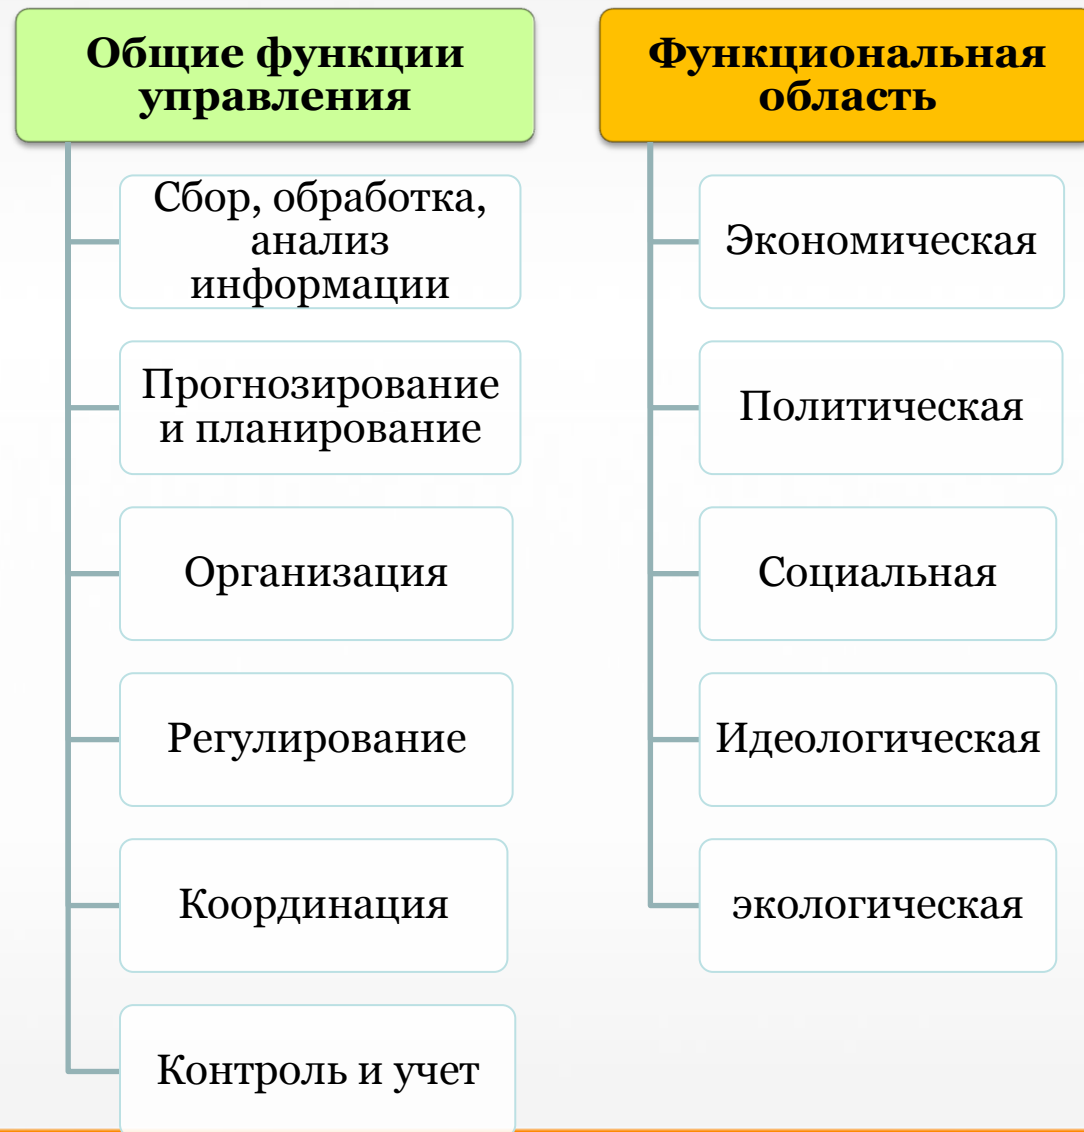 Общие функции
управления
Сбор, обработка,
анализ
информации
Прогнозирование
и планирование
Организация
Регулирование
Координация
Контроль и учет
Функциональная
область
Экономическая
Политическая
Социальная
Идеологическая
экологическая